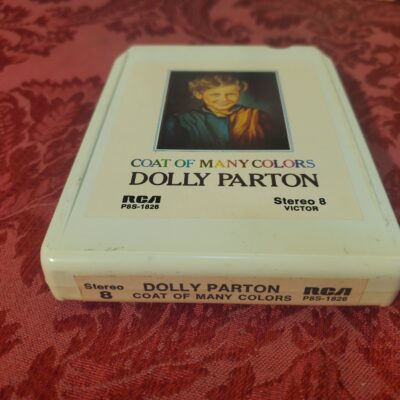 COAT OF MANY COLORS
DOLLY PARTON
RCA
P8S-1826
Stereo 8
VICTOR
Stereo
8
DOLLY PARTON
COAT OF MANY COLORS
RCA
P8S-1826